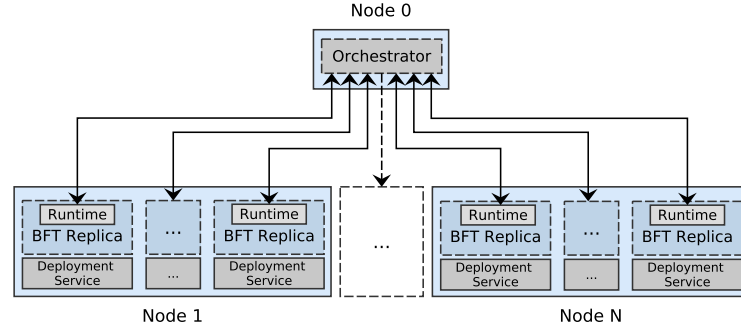 Node 0
Orchestrator
Runtime
BFT Replica
...
Runtime
BFT Replica
Deployment
Service
...
Deployment
Service
...
Runtime
BFT Replica
...
Runtime
BFT Replica
Deployment
Service
...
Deployment
Service
Node 1
Node N